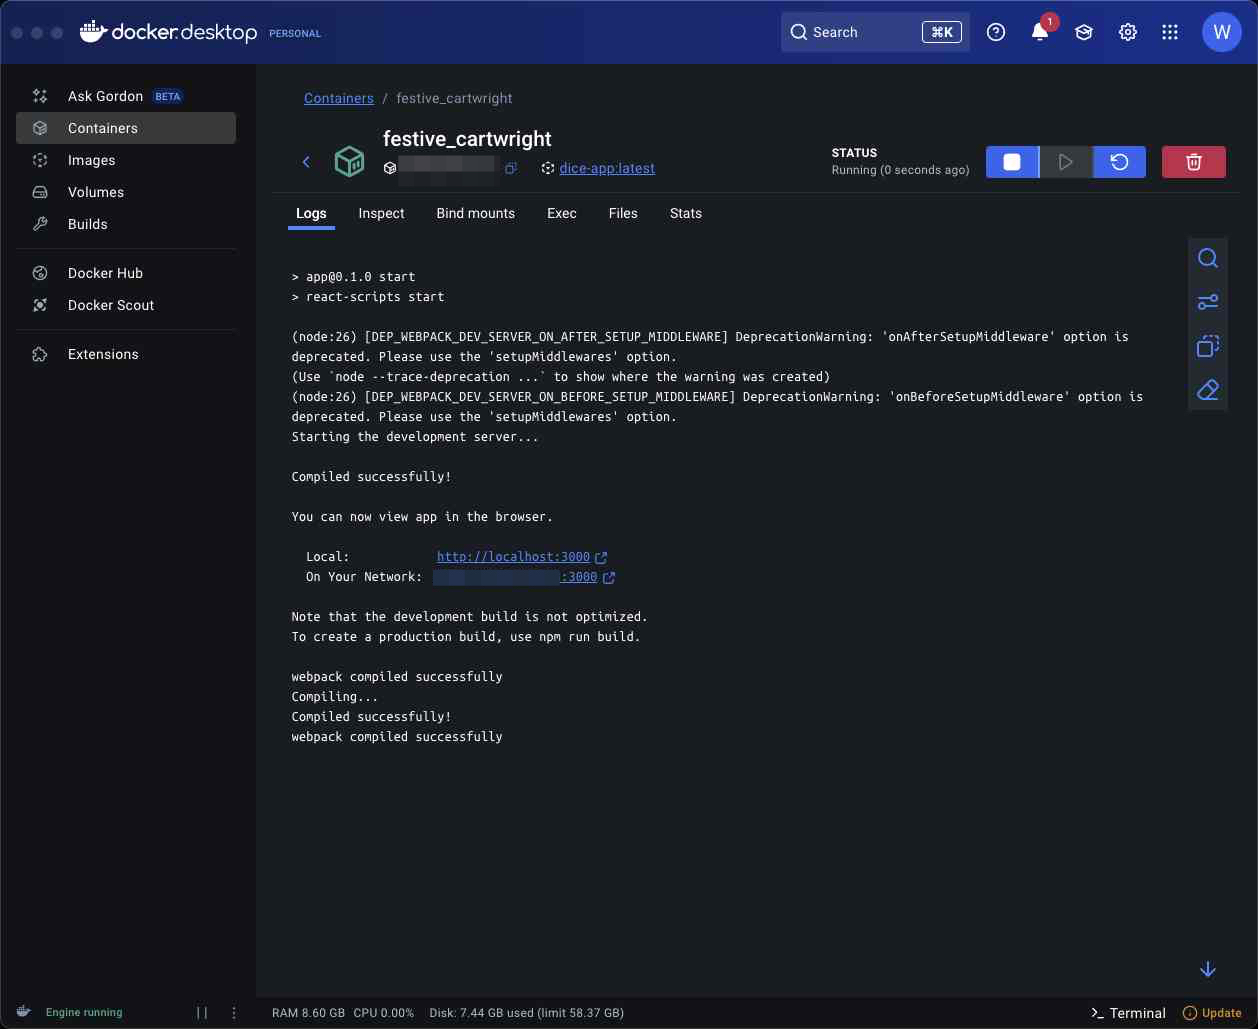 docker.desktop PERSONAL
Search ⌘K
1
W
Ask Gordon BETA
Containers
Images
Volumes
Builds
Docker Hub
Docker Scout
Extensions
Containers / festive_cartwright
festive_cartwright
dice-app:latest
STATUS
Running (0 seconds ago)
Logs Inspect Bind mounts Exec Files Stats
> app@0.1.0 start
> react-scripts start
(node:26) [DEP_WEBPACK_DEV_SERVER_ON_AFTER_SETUP_MIDDLEWARE] DeprecationWarning: 'onAfterSetupMiddleware' option is
deprecated. Please use the 'setupMiddlewares' option.
(Use `node --trace-deprecation ...` to show where the warning was created)
(node:26) [DEP_WEBPACK_DEV_SERVER_ON_BEFORE_SETUP_MIDDLEWARE] DeprecationWarning: 'onBeforeSetupMiddleware' option is
deprecated. Please use the 'setupMiddlewares' option.
Starting the development server...
Compiled successfully!
You can now view app in the browser.
Local: http://localhost:3000
On Your Network: :3000
Note that the development build is not optimized.
To create a production build, use npm run build.
webpack compiled successfully
Compiling...
Compiled successfully!
webpack compiled successfully
Engine running
RAM 8.60 GB CPU 0.00% Disk: 7.44 GB used (limit 58.37 GB)
Terminal
Update